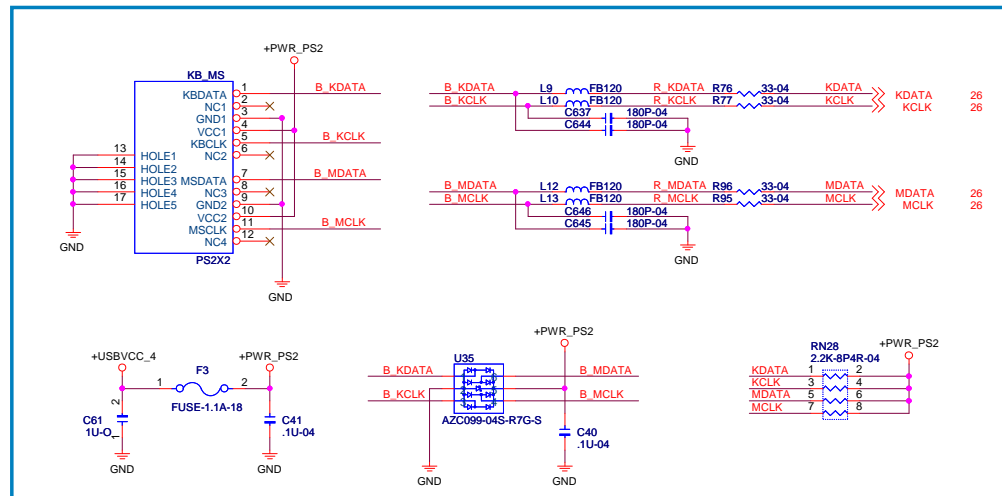 +PWR_PS2
KB_MS
KBDATA 1 B_KDATA
NC1 2
GND1 3
VCC1 4
KBCLK 5 B_KCLK
NC2 6
MSDATA 7 B_MDATA
NC3 8
GND2 9
VCC2 10
MSCLK 11 B_MCLK
NC4 12
13 HOLE1
14 HOLE2
15 HOLE3
16 HOLE4
17 HOLE5
GND
PS2X2
GND
B_KDATA L9 FB120 R_KDATA R76 33-04 KDATA KDATA 26
B_KCLK L10 FB120 R_KCLK R77 33-04 KCLK KCLK 26
C637 180P-04
C644 180P-04
GND
B_MDATA L12 FB120 R_MDATA R96 33-04 MDATA MDATA 26
B_MCLK L13 FB120 R_MCLK R95 33-04 MCLK MCLK 26
C646 180P-04
C645 180P-04
GND
+USBVCC_4 +PWR_PS2
F3
1 2
FUSE-1.1A-18
C61 2
1U-O 1
GND
C41
.1U-04
GND
+PWR_PS2
U35
B_KDATA B_MDATA
B_KCLK B_MCLK
AZC099-04S-R7G-S
C40
.1U-04
GND GND
RN28
2.2K-8P4R-04 +PWR_PS2
KDATA 1 2
KCLK 3 4
MDATA 5 6
MCLK 7 8